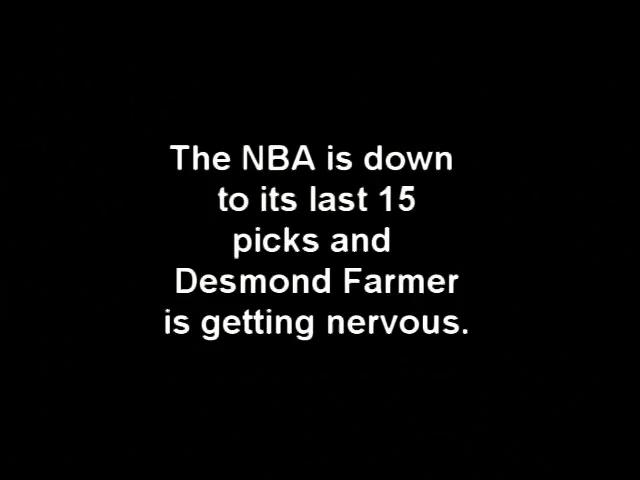 The NBA is down
to its last 15
picks and
Desmond Farmer
is getting nervous.